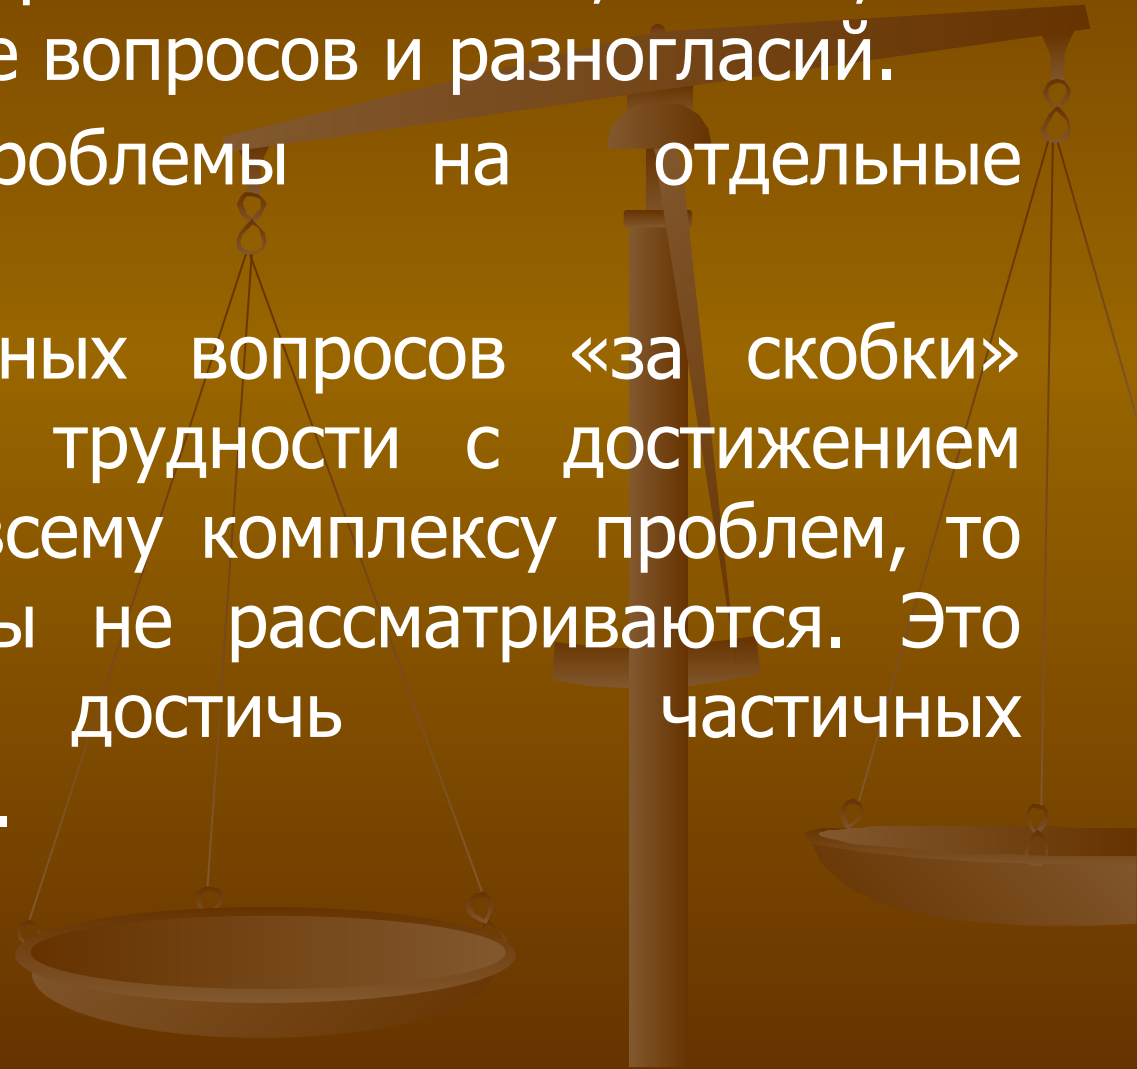 е вопросов и разногласий.
роблемы на отдельные
ных вопросов «за скобки»
трудности с достижением
всему комплексу проблем, то
ы не рассматриваются. Это
достичь частичных
.